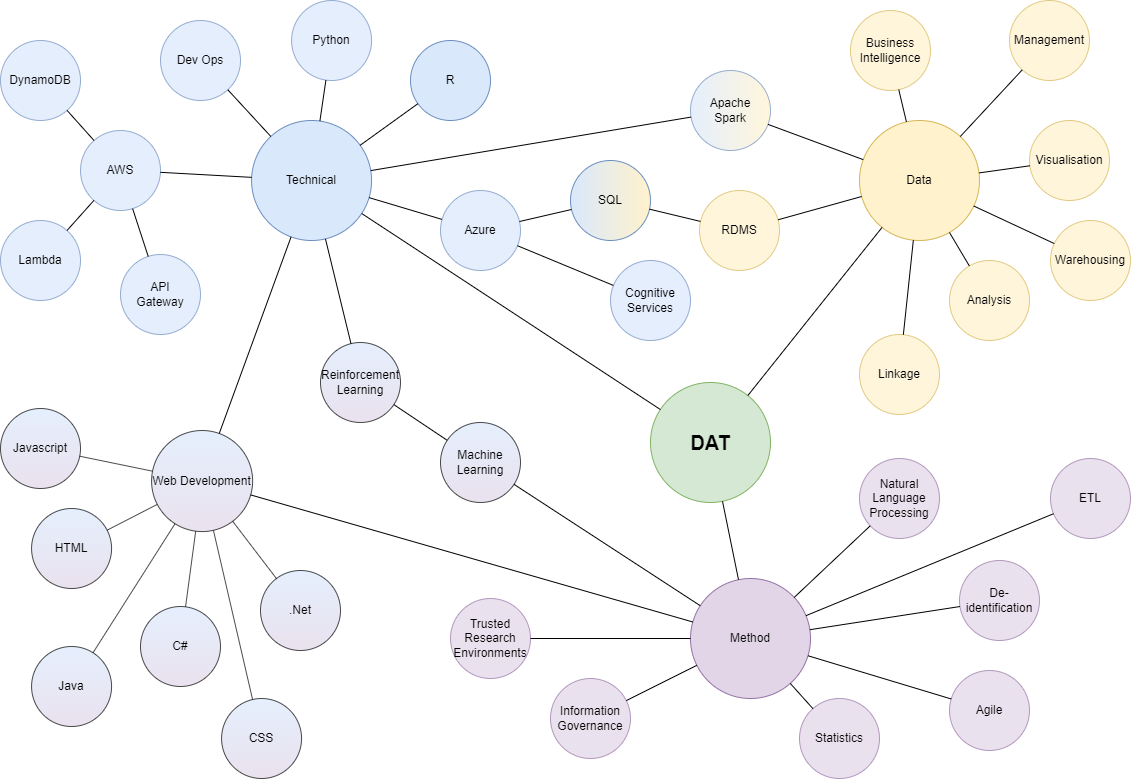 Python
Business
Intelligence
Management
Dev Ops
DynamoDB
R
Apache
Spark
Visualisation
AWS
Technical
Data
SQL
Azure
RDMS
Lambda
Warehousing
API
Gateway
Cognitive
Services
Analysis
Reinforcement
Learning
Linkage
DAT
Javascript
Machine
Learning
Web Development
Natural
Language
Processing
ETL
HTML
.Net
De-
identification
C#
Trusted
Research
Environments
Method
Java
Information
Governance
Agile
CSS
Statistics